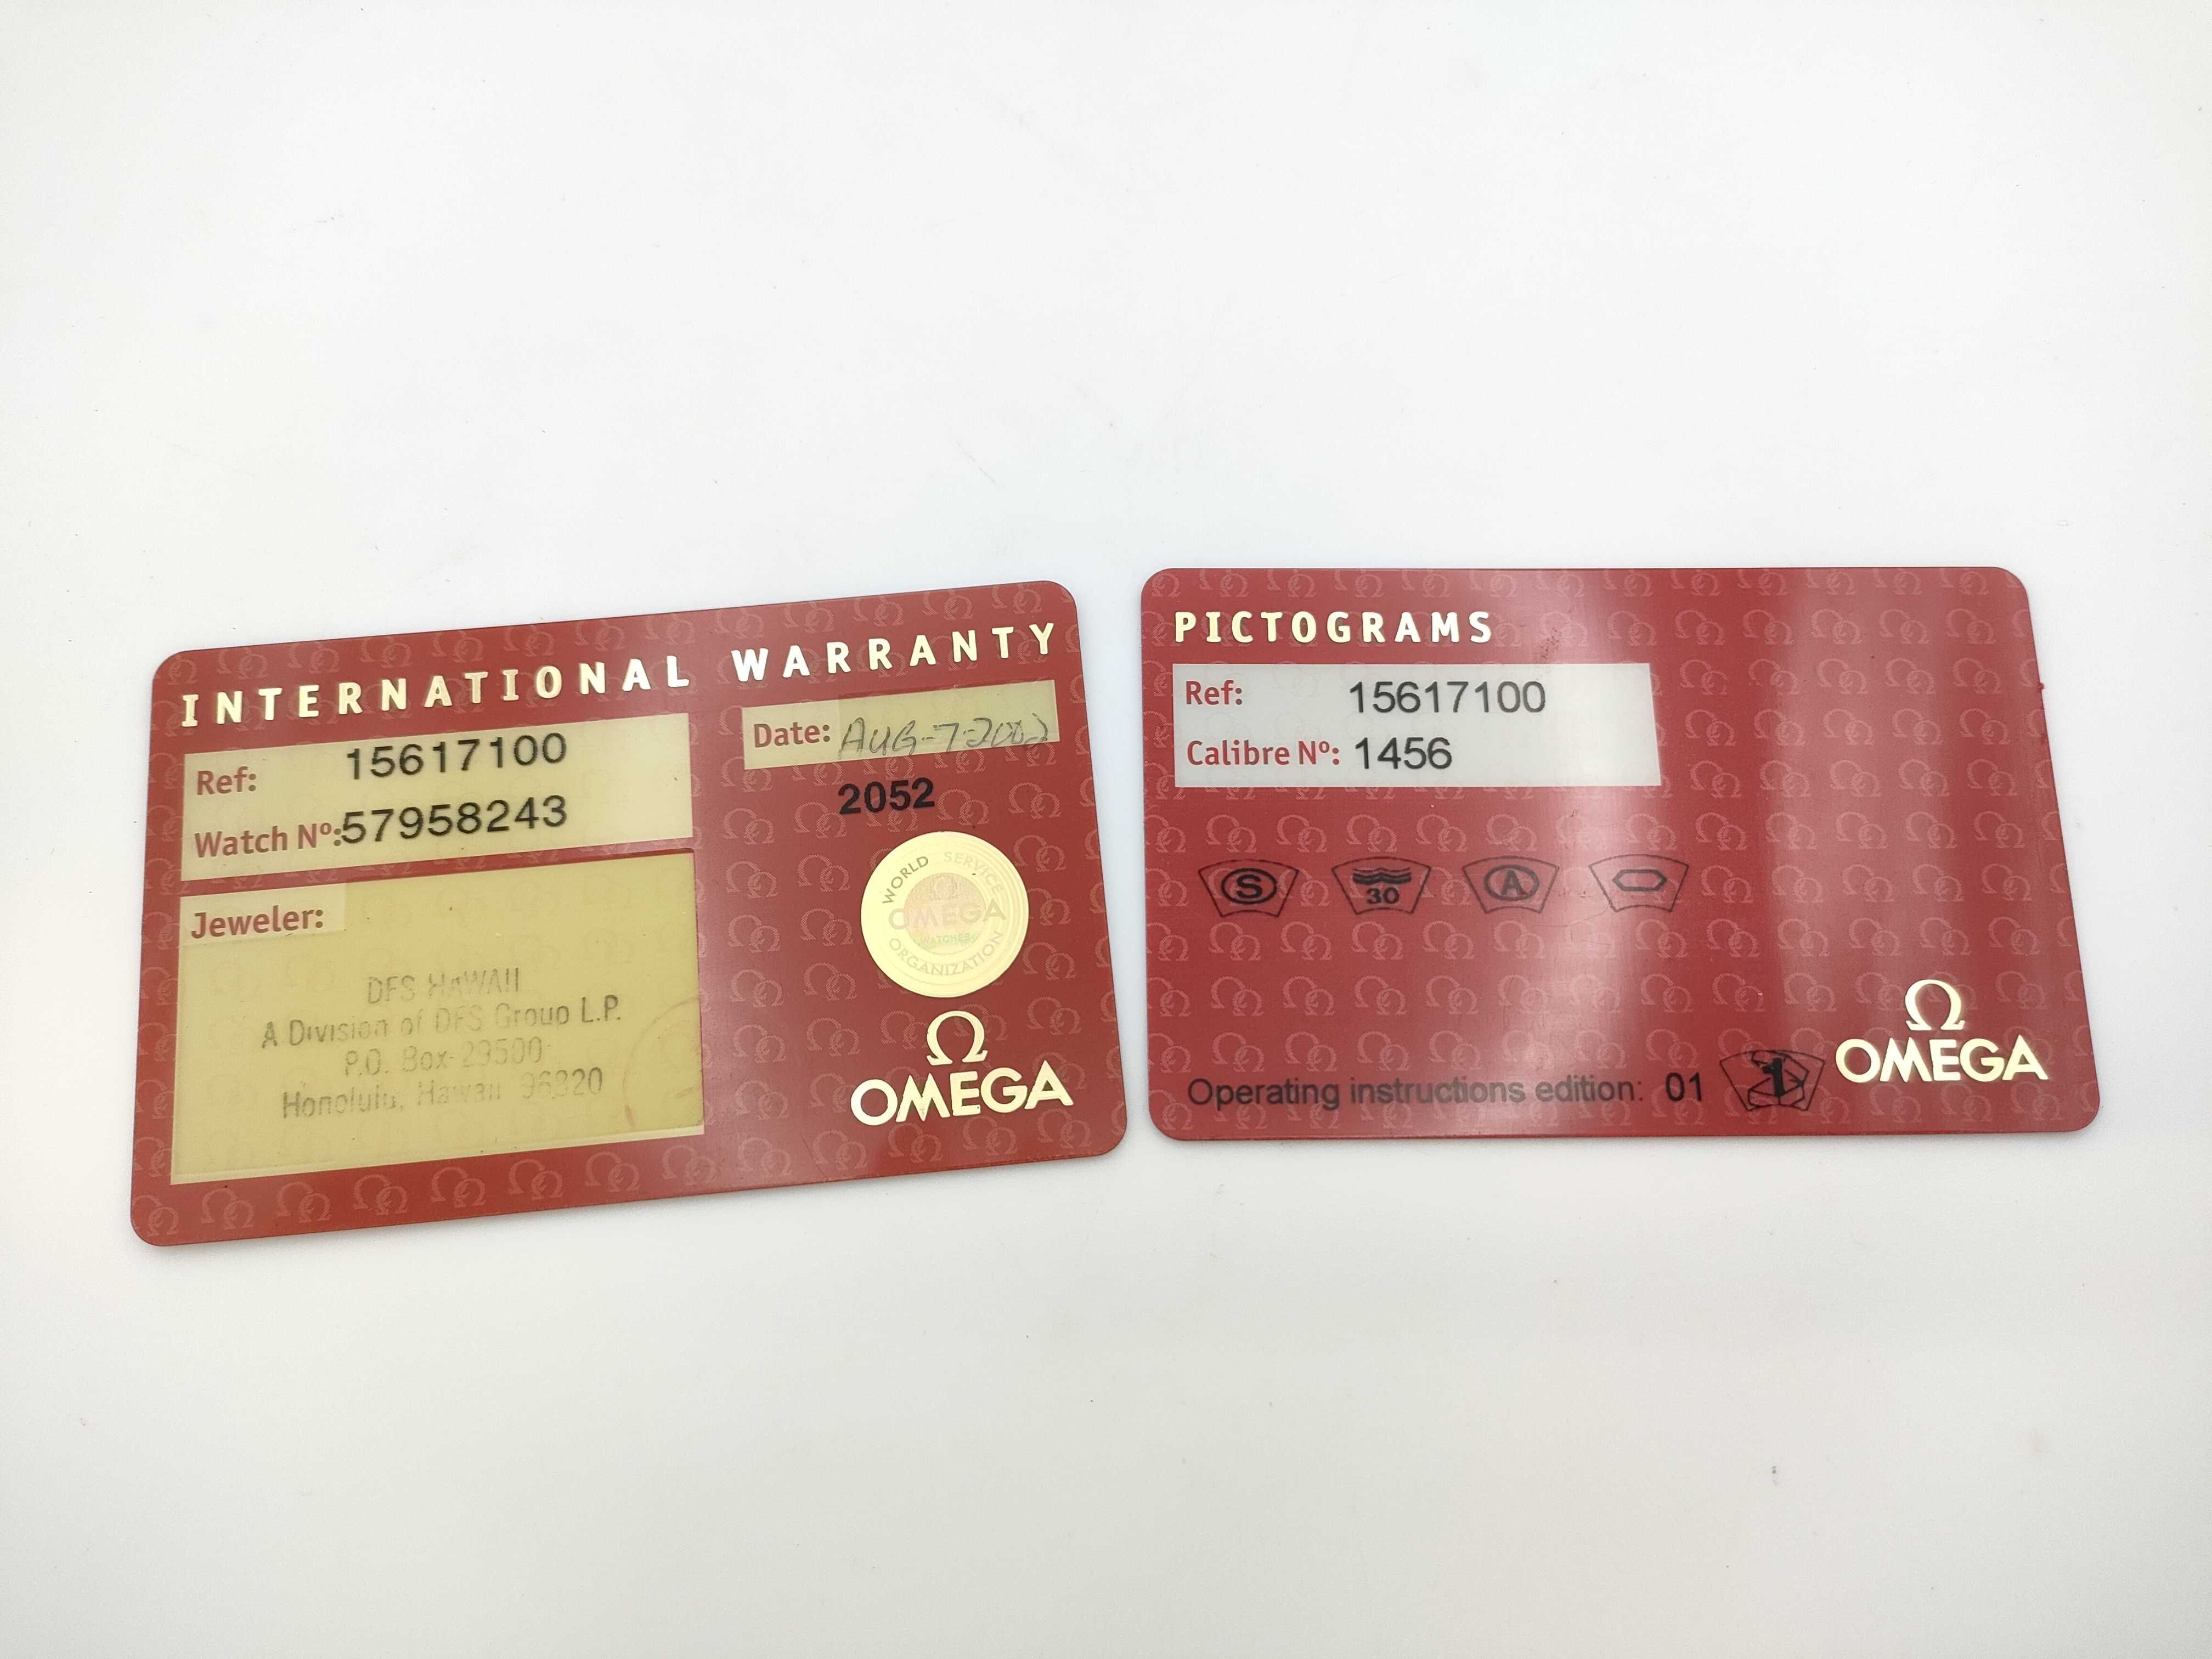 INTERNATIONAL WARRANTY
Ref: 15617100
Watch Nº: 57958243
Date: AUG-7-2002
2052
Jeweler:
DFS HAWAII
A Division of DFS Group L.P.
P.O. Box 29500
Honolulu, Hawaii 96820
WORLD SERVICE
OMEGA
WATCHES
ORGANIZATION
Ω
OMEGA
PICTOGRAMS
Ref: 15617100
Calibre Nº: 1456
S
30
A
Operating instructions edition: 01
1
Ω
OMEGA